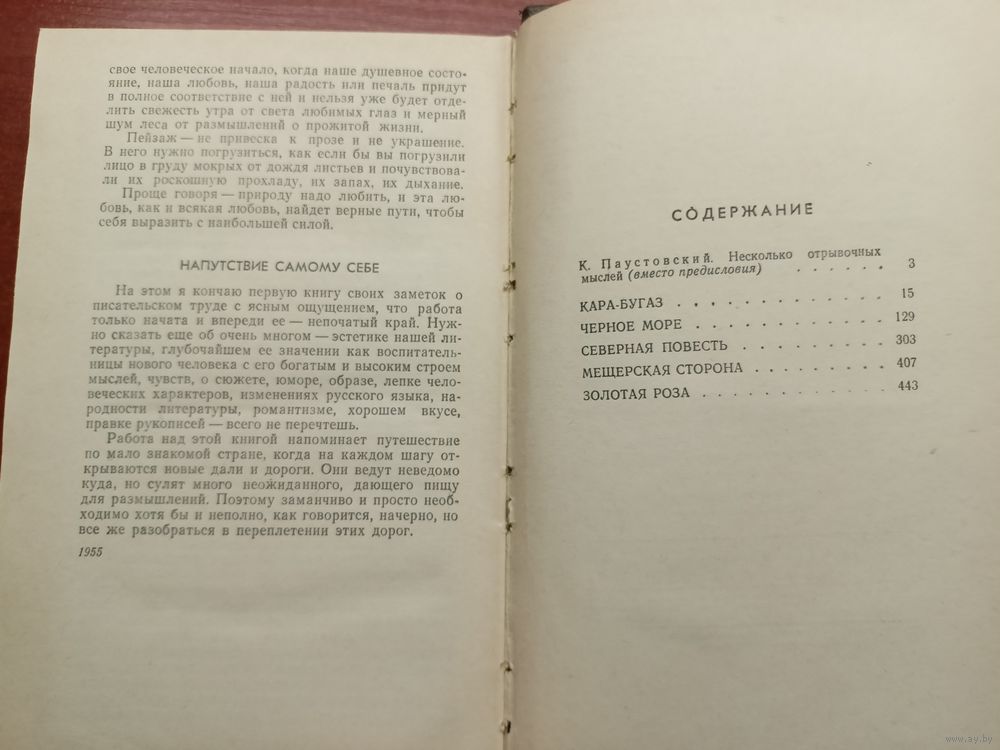 свое человеческое начало, когда наше душевное состо-
яние, наша любовь, наша радость или печаль придут
в полное соответствие с ней и нельзя уже будет отде-
лить свежесть утра от света любимых глаз и мерный
шум леса от размышлений о прожитой жизни.
Пейзаж — не привеска к прозе и не украшение.
В него нужно погрузиться, как если бы вы погрузили
лицо в груду мокрых от дождя листьев и почувствова-
ли их роскошную прохладу, их запах, их дыхание.
Проще говоря — природу надо любить, и эта лю-
бовь, как и всякая любовь, найдет верные пути, чтобы
себя выразить с наибольшей силой.
НАПУТСТВИЕ САМОМУ СЕБЕ
На этом я кончаю первую книгу своих заметок о
писательском труде с ясным ощущением, что работа
только начата и впереди ее — непочатый край. Нуж-
но сказать еще об очень многом — эстетике нашей ли-
тературы, глубочайшем ее значении как воспитатель-
ницы нового человека с его богатым и высоким строем
мыслей, чувств, о сюжете, юморе, образе, лепке чело-
веческих характеров, изменениях русского языка, на-
родности литературы, романтизме, хорошем вкусе,
правке рукописей — всего не перечтешь.
Работа над этой книгой напоминает путешествие
по мало знакомой стране, когда на каждом шагу от-
крываются новые дали и дороги. Они ведут неведомо
куда, но сулят много неожиданного, дающего пищу
для размышлений. Поэтому заманчиво и просто необ-
ходимо хотя бы и неполно, как говорится, начерно, но
все же разобраться в переплетении этих дорог.
1955
СОДЕРЖАНИЕ
К. Паустовский. Несколько отрывочных
мыслей (вместо предисловия) . . . . . . 3
КАРА-БУГАЗ . . . . . . . . . . 15
ЧЕРНОЕ МОРЕ . . . . . . . . . . 129
СЕВЕРНАЯ ПОВЕСТЬ . . . . . . . . 303
МЕЩЕРСКАЯ СТОРОНА . . . . . . . . 407
ЗОЛОТАЯ РОЗА . . . . . . . . . . 443
www.ay.by